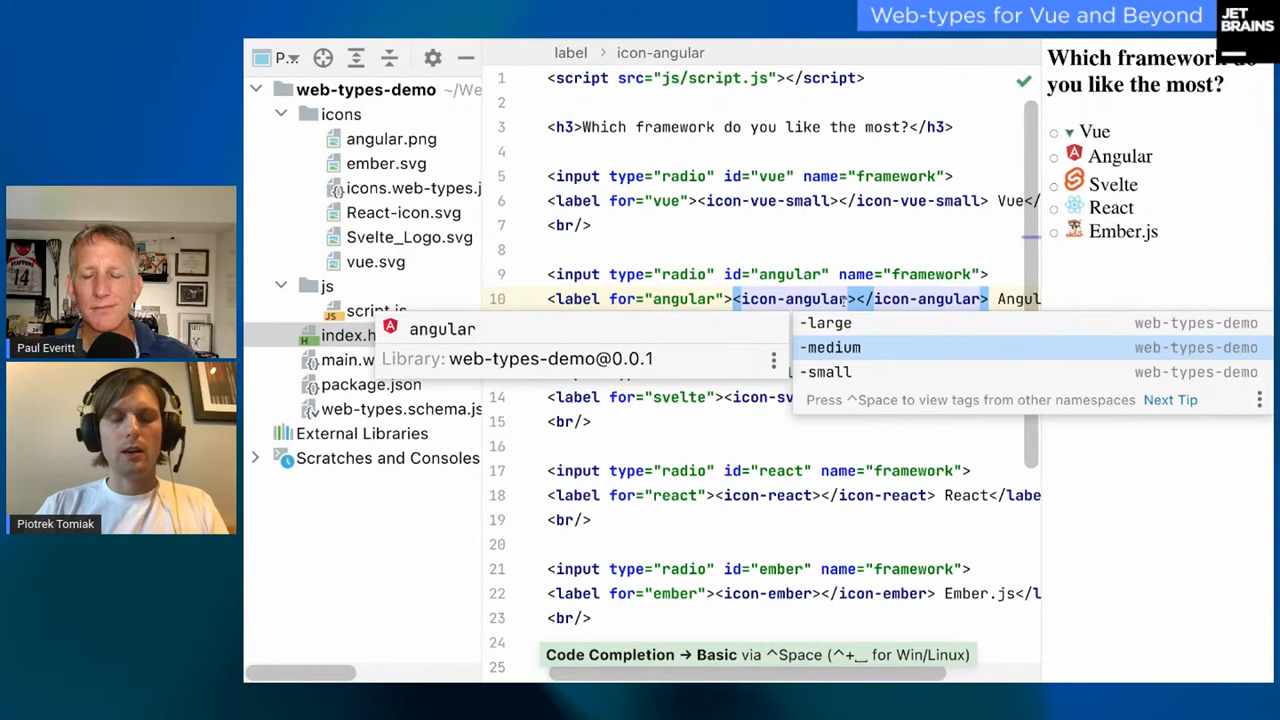 Web-types for Vue and Beyond
JET
BRAINS
P...
label > icon-angular
web-types-demo ~/We
icons
angular.png
ember.svg
icons.web-types.j
React-icon.svg
Svelte_Logo.svg
vue.svg
js
script.js
index.h
main.w
package.json
web-types.schema.js
External Libraries
Scratches and Consoles
1 <script src="js/script.js"></script>
2
3 <h3>Which framework do you like the most?</h3>
4
5 <input type="radio" id="vue" name="framework">
6 <label for="vue"><icon-vue-small></icon-vue-small> Vue</
7 <br/>
8
9 <input type="radio" id="angular" name="framework">
10 <label for="angular"><icon-angular></icon-angular> Angul
angular
Library: web-types-demo@0.0.1
-large web-types-demo
-medium web-types-demo
-small web-types-demo
Press ^Space to view tags from other namespaces Next Tip
14 <label for="svelte"><icon-sv
15 <br/>
16
17 <input type="radio" id="react" name="framework">
18 <label for="react"><icon-react></icon-react> React</labe
19 <br/>
20
21 <input type="radio" id="ember" name="framework">
22 <label for="ember"><icon-ember></icon-ember> Ember.js</l
23 <br/>
24
25
Code Completion → Basic via ^Space (^+⎵ for Win/Linux)
Which framework do
you like the most?
Vue
Angular
Svelte
React
Ember.js
Paul Everitt
Piotrek Tomiak